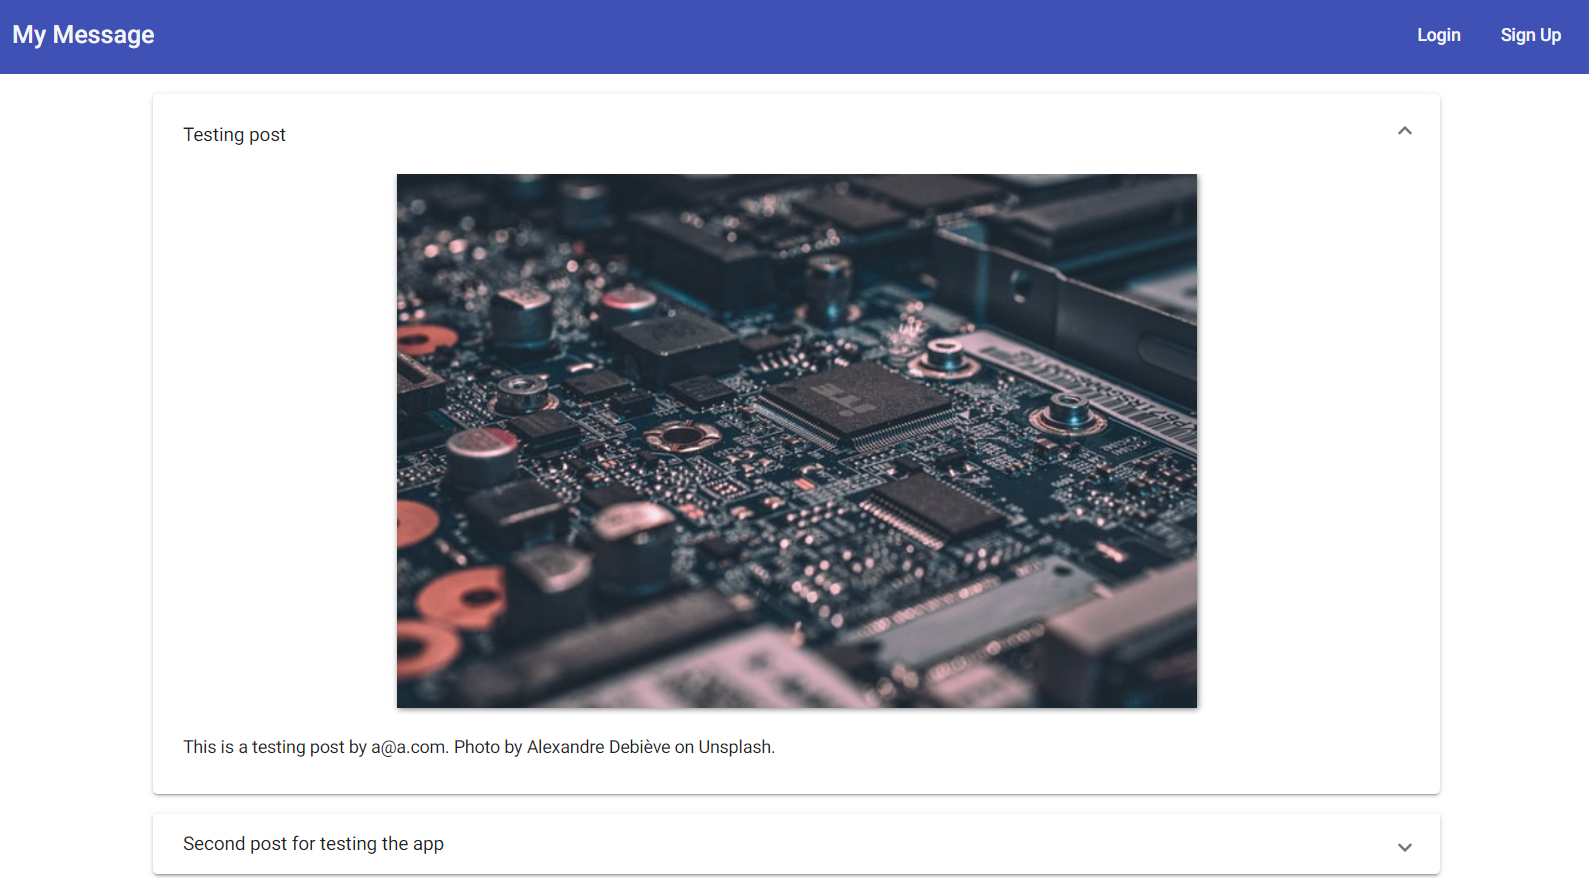 My Message
Login
Sign Up
Testing post
This is a testing post by a@a.com. Photo by Alexandre Debiève on Unsplash.
Second post for testing the app